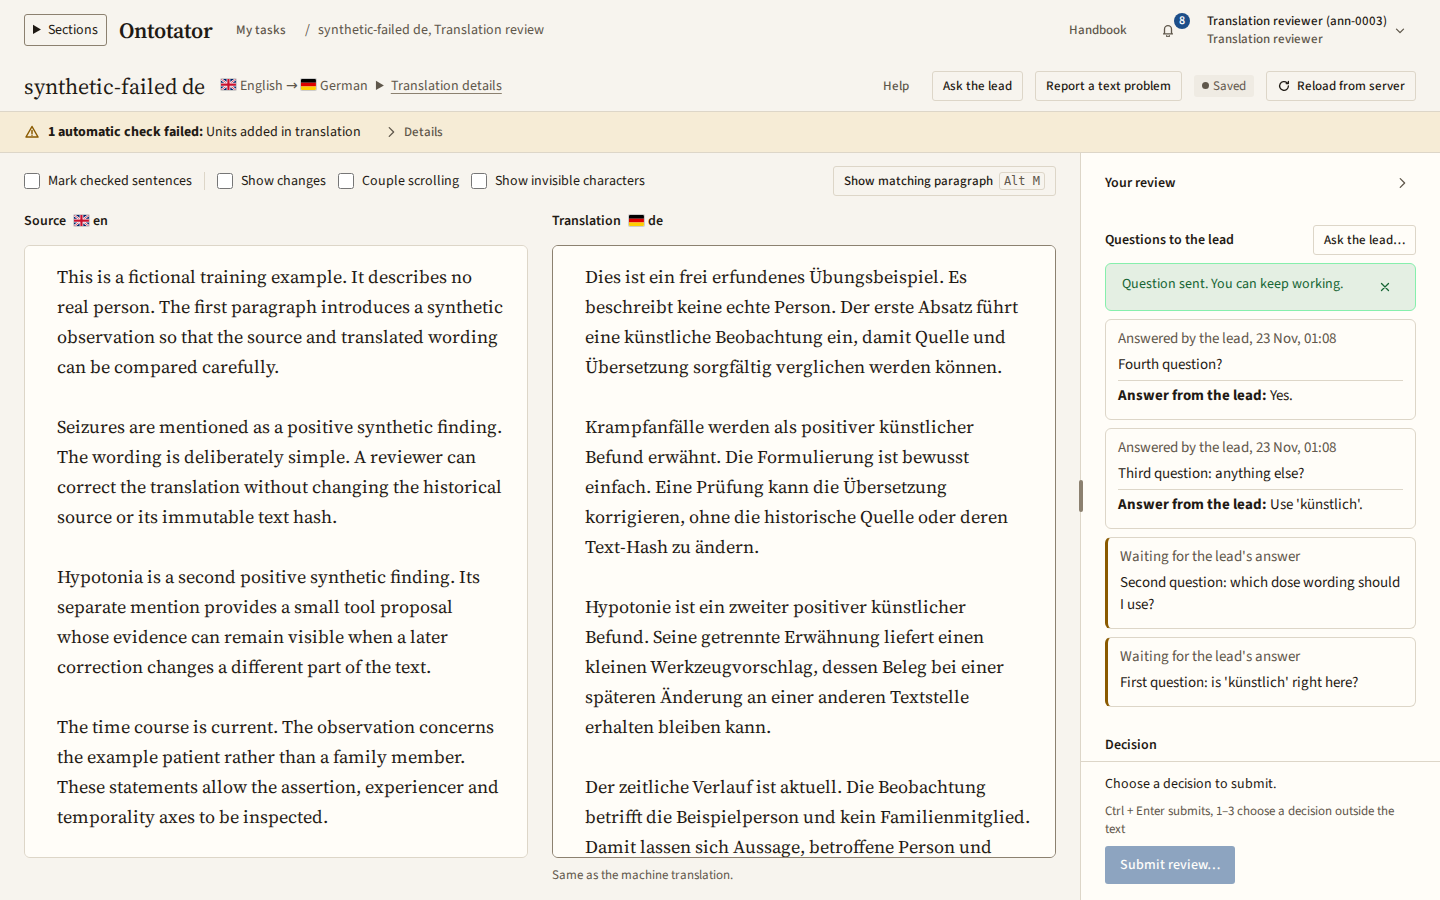 Sections
Ontotator
My tasks
/ synthetic-failed de, Translation review
Handbook
8
Translation reviewer (ann-0003)
Translation reviewer
synthetic-failed de
English → German
Translation details
Help
Ask the lead
Report a text problem
Saved
Reload from server
1 automatic check failed: Units added in translation
Details
Mark checked sentences
Show changes
Couple scrolling
Show invisible characters
Show matching paragraph Alt M
Source en
This is a fictional training example. It describes no
real person. The first paragraph introduces a synthetic
observation so that the source and translated wording
can be compared carefully.
Seizures are mentioned as a positive synthetic finding.
The wording is deliberately simple. A reviewer can
correct the translation without changing the historical
source or its immutable text hash.
Hypotonia is a second positive synthetic finding. Its
separate mention provides a small tool proposal
whose evidence can remain visible when a later
correction changes a different part of the text.
The time course is current. The observation concerns
the example patient rather than a family member.
These statements allow the assertion, experiencer and
temporality axes to be inspected.
Translation de
Dies ist ein frei erfundenes Übungsbeispiel. Es
beschreibt keine echte Person. Der erste Absatz führt
eine künstliche Beobachtung ein, damit Quelle und
Übersetzung sorgfältig verglichen werden können.
Krampfanfälle werden als positiver künstlicher
Befund erwähnt. Die Formulierung ist bewusst
einfach. Eine Prüfung kann die Übersetzung
korrigieren, ohne die historische Quelle oder deren
Text-Hash zu ändern.
Hypotonie ist ein zweiter positiver künstlicher
Befund. Seine getrennte Erwähnung liefert einen
kleinen Werkzeugvorschlag, dessen Beleg bei einer
späteren Änderung an einer anderen Textstelle
erhalten bleiben kann.
Der zeitliche Verlauf ist aktuell. Die Beobachtung
betrifft die Beispielperson und kein Familienmitglied.
Damit lassen sich Aussage, betroffene Person und
Same as the machine translation.
Your review
Questions to the lead
Ask the lead...
Question sent. You can keep working.
Answered by the lead, 23 Nov, 01:08
Fourth question?
Answer from the lead: Yes.
Answered by the lead, 23 Nov, 01:08
Third question: anything else?
Answer from the lead: Use 'künstlich'.
Waiting for the lead's answer
Second question: which dose wording should
I use?
Waiting for the lead's answer
First question: is 'künstlich' right here?
Decision
Choose a decision to submit.
Ctrl + Enter submits, 1–3 choose a decision outside the
text
Submit review...